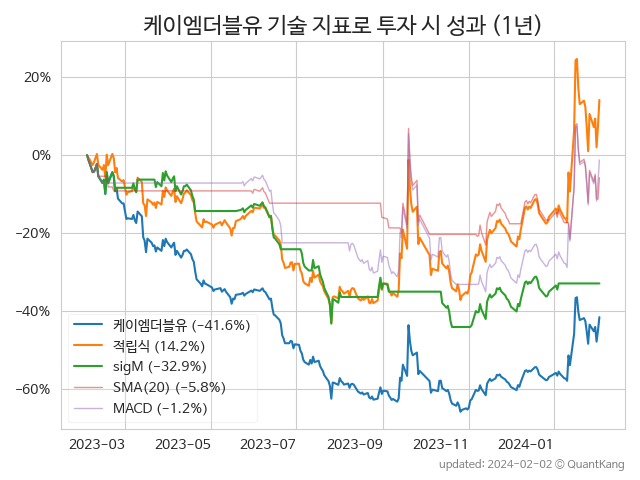 케이엠더블유 기술 지표로 투자 시 성과 (1년)
20%
0%
−20%
−40%
−60%
케이엠더블유 (−41.6%)
적립식 (14.2%)
sigM (−32.9%)
SMA(20) (−5.8%)
MACD (−1.2%)
2023-03 2023-05 2023-07 2023-09 2023-11 2024-01
updated: 2024-02-02 © QuantKang